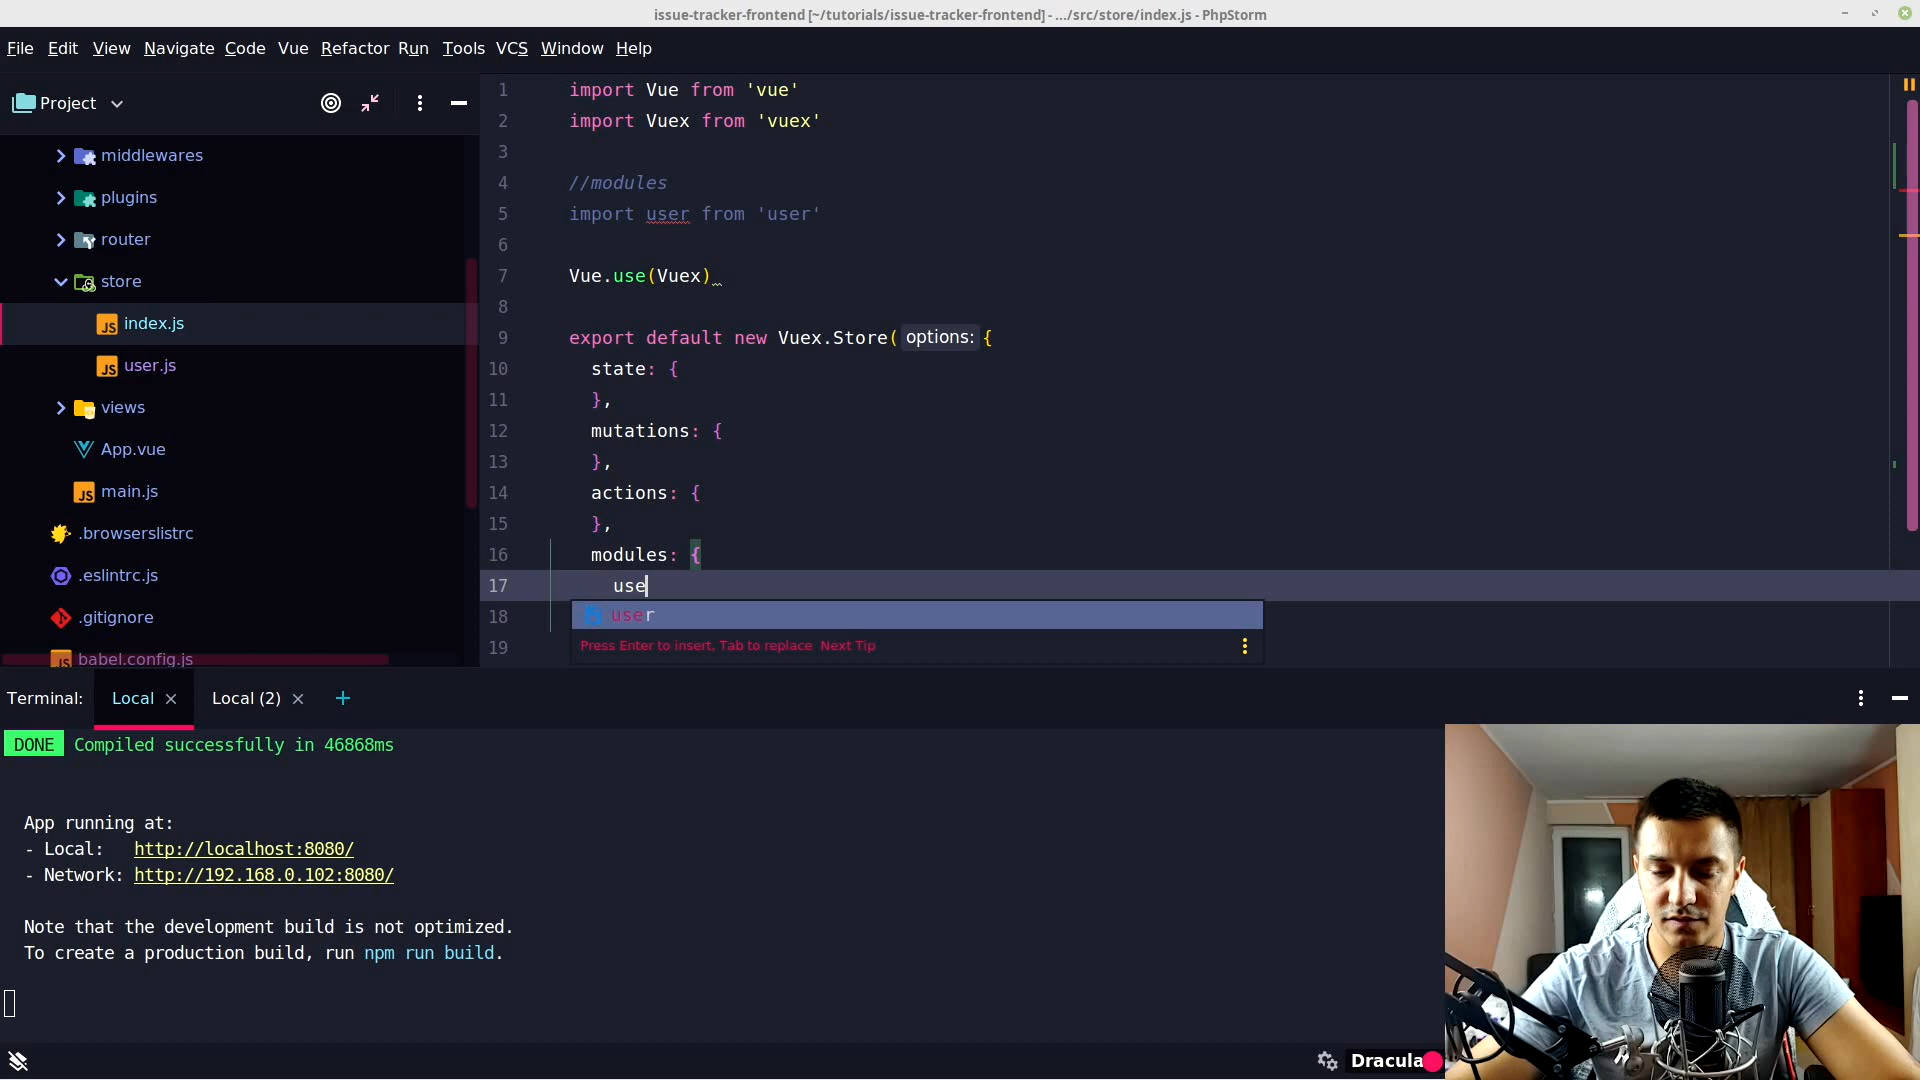 issue-tracker-frontend [~/tutorials/issue-tracker-frontend] - .../src/store/index.js - PhpStorm
File Edit View Navigate Code Vue Refactor Run Tools VCS Window Help
Project
middlewares
plugins
router
store
index.js
user.js
views
App.vue
main.js
.browserslistrc
.eslintrc.js
.gitignore
babel.config.js
1 import Vue from 'vue'
2 import Vuex from 'vuex'
3
4 //modules
5 import user from 'user'
6
7 Vue.use(Vuex)
8
9 export default new Vuex.Store( options: {
10 state: {
11 },
12 mutations: {
13 },
14 actions: {
15 },
16 modules: {
17 use
18 user
19 Press Enter to insert, Tab to replace Next Tip
Terminal: Local Local (2)
DONE Compiled successfully in 46868ms
App running at:
- Local: http://localhost:8080/
- Network: http://192.168.0.102:8080/
Note that the development build is not optimized.
To create a production build, run npm run build.
Dracula